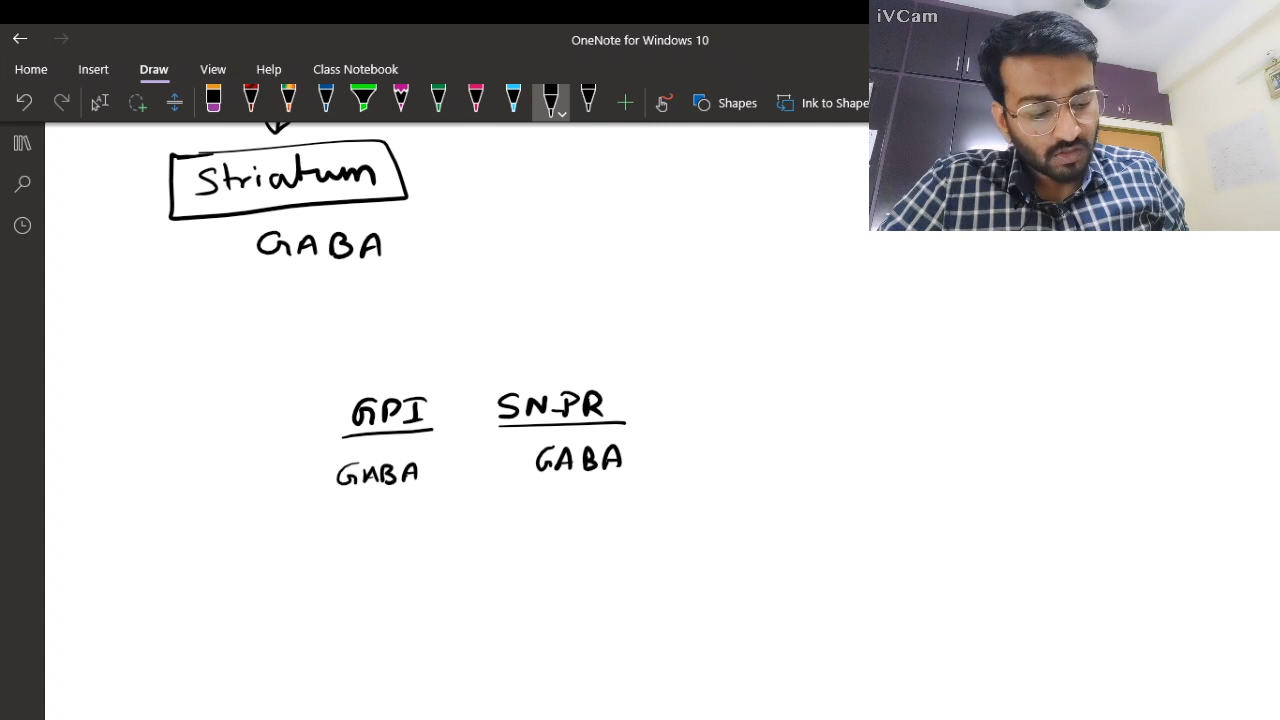 iVCam
OneNote for Windows 10
Home Insert Draw View Help Class Notebook
Shapes Ink to Shape
Striatum
GABA
GPI SNPR
GABA GABA